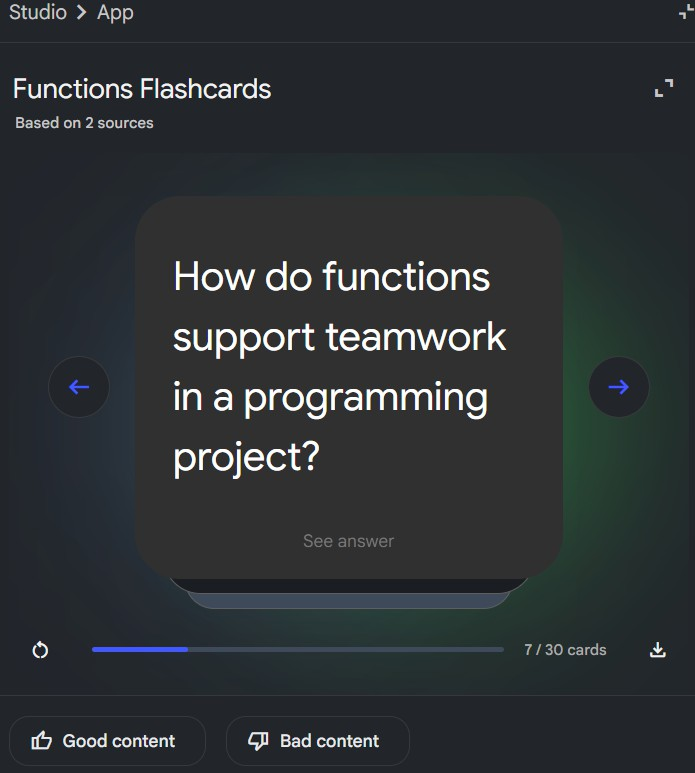 Studio > App
Functions Flashcards
Based on 2 sources
How do functions
support teamwork
in a programming
project?
See answer
7 / 30 cards
Good content
Bad content